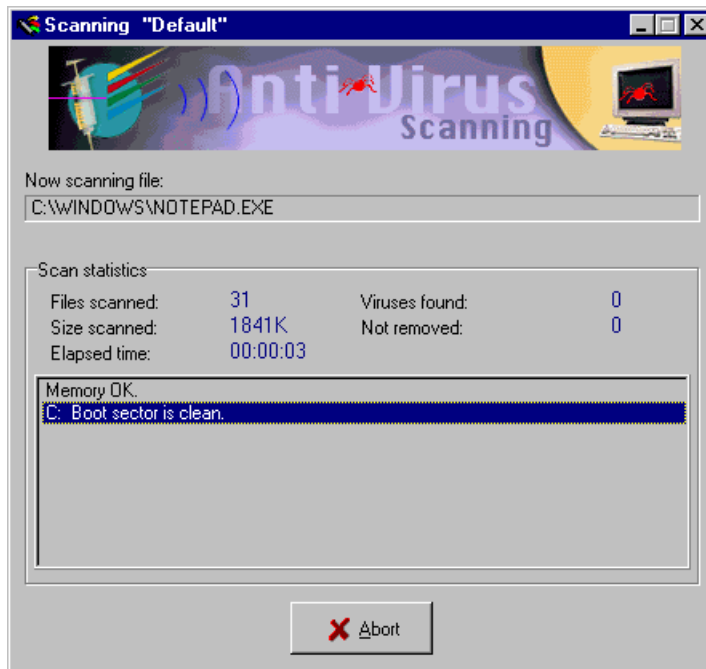 Scanning "Default"
Anti Virus
Scanning
Now scanning file:
C:\WINDOWS\NOTEPAD.EXE
Scan statistics
Files scanned: 31 Viruses found: 0
Size scanned: 1841K Not removed: 0
Elapsed time: 00:00:03
Memory OK.
C: Boot sector is clean.
Abort